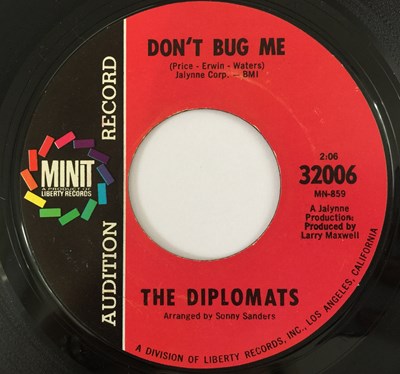 DON'T BUG ME
(Price - Erwin - Waters)
Jalynne Corp. - BMI
AUDITION RECORD
MINIT
A PRODUCT OF
LIBERTY RECORDS
2:06
32006
MN-859
A Jalynne
Production:
Produced by
Larry Maxwell
THE DIPLOMATS
Arranged by Sonny Sanders
A DIVISION OF LIBERTY RECORDS, INC., LOS ANGELES, CALIFORNIA